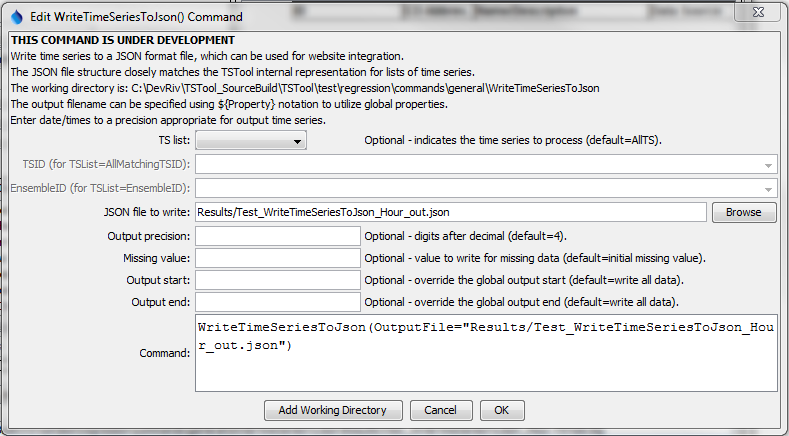 Edit WriteTimeSeriesToJson() Command
THIS COMMAND IS UNDER DEVELOPMENT
Write time series to a JSON format file, which can be used for website integration.
The JSON file structure closely matches the TSTool internal representation for lists of time series.
The working directory is: C:\DevRiv\TSTool_SourceBuild\TSTool\test\regression\commands\general\WriteTimeSeriesToJson
The output filename can be specified using ${Property} notation to utilize global properties.
Enter date/times to a precision appropriate for output time series.
TS list: Optional - indicates the time series to process (default=AllTS).
TSID (for TSList=AllMatchingTSID):
EnsembleID (for TSList=EnsembleID):
JSON file to write: Results/Test_WriteTimeSeriesToJson_Hour_out.json Browse
Output precision: Optional - digits after decimal (default=4).
Missing value: Optional - value to write for missing data (default=initial missing value).
Output start: Optional - override the global output start (default=write all data).
Output end: Optional - override the global output end (default=write all data).
Command: WriteTimeSeriesToJson(OutputFile="Results/Test_WriteTimeSeriesToJson_Hou
r_out.json")
Add Working Directory Cancel OK